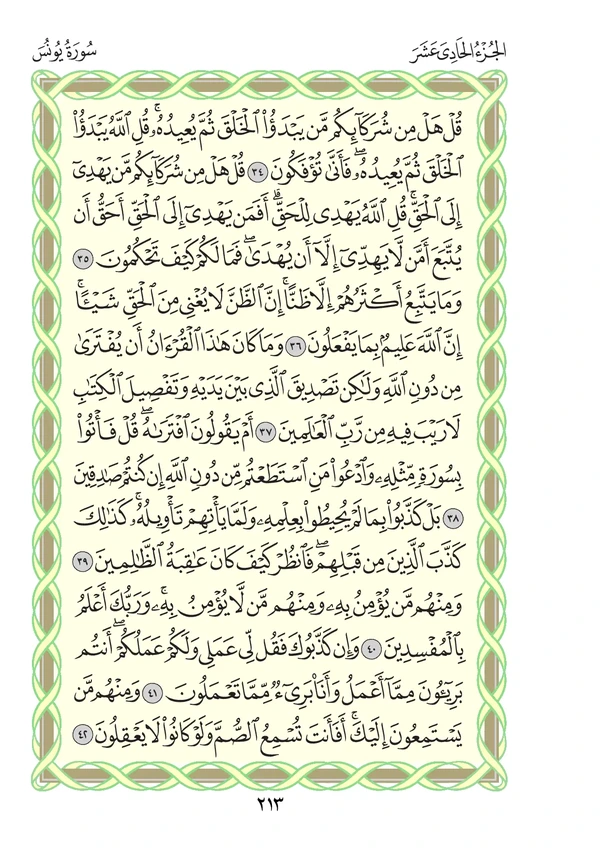 الجُزْءُ الحَادِى عَشَرَ
سُورَةُ يُونُسَ
قُلْ هَلْ مِن شُرَكَآئِكُم مَّن يَبْدَؤُا۟ ٱلْخَلْقَ ثُمَّ يُعِيدُهُۥ ۚ قُلِ ٱللَّهُ يَبْدَؤُا۟
ٱلْخَلْقَ ثُمَّ يُعِيدُهُۥ ۖ فَأَنَّىٰ تُؤْفَكُونَ ٣٤ قُلْ هَلْ مِن شُرَكَآئِكُم مَّن يَهْدِىٓ
إِلَى ٱلْحَقِّ ۚ قُلِ ٱللَّهُ يَهْدِى لِلْحَقِّ ۗ أَفَمَن يَهْدِىٓ إِلَى ٱلْحَقِّ أَحَقُّ أَن
يُتَّبَعَ أَمَّن لَّا يَهِدِّىٓ إِلَّآ أَن يُهْدَىٰ ۖ فَمَا لَكُمْ كَيْفَ تَحْكُمُونَ ٣٥
وَمَا يَتَّبِعُ أَكْثَرُهُمْ إِلَّا ظَنًّا ۚ إِنَّ ٱلظَّنَّ لَا يُغْنِى مِنَ ٱلْحَقِّ شَيْـًٔا ۚ
إِنَّ ٱللَّهَ عَلِيمٌۢ بِمَا يَفْعَلُونَ ٣٦ وَمَا كَانَ هَٰذَا ٱلْقُرْءَانُ أَن يُفْتَرَىٰ
مِن دُونِ ٱللَّهِ وَلَٰكِن تَصْدِيقَ ٱلَّذِى بَيْنَ يَدَيْهِ وَتَفْصِيلَ ٱلْكِتَٰبِ
لَا رَيْبَ فِيهِ مِن رَّبِّ ٱلْعَٰلَمِينَ ٣٧ أَمْ يَقُولُونَ ٱفْتَرَىٰهُ ۖ قُلْ فَأْتُوا۟
بِسُورَةٍ مِّثْلِهِۦ وَٱدْعُوا۟ مَنِ ٱسْتَطَعْتُم مِّن دُونِ ٱللَّهِ إِن كُنتُمْ صَٰدِقِينَ
٣٨ بَلْ كَذَّبُوا۟ بِمَا لَمْ يُحِيطُوا۟ بِعِلْمِهِۦ وَلَمَّا يَأْتِهِمْ تَأْوِيلُهُۥ ۚ كَذَٰلِكَ
كَذَّبَ ٱلَّذِينَ مِن قَبْلِهِمْ ۖ فَٱنظُرْ كَيْفَ كَانَ عَٰقِبَةُ ٱلظَّٰلِمِينَ ٣٩
وَمِنْهُم مَّن يُؤْمِنُ بِهِۦ وَمِنْهُم مَّن لَّا يُؤْمِنُ بِهِۦ ۚ وَرَبُّكَ أَعْلَمُ
بِٱلْمُفْسِدِينَ ٤٠ وَإِن كَذَّبُوكَ فَقُل لِّى عَمَلِى وَلَكُمْ عَمَلُكُمْ ۖ أَنتُم
بَرِيٓـُٔونَ مِمَّآ أَعْمَلُ وَأَنَا۠ بَرِىٓءٌ مِّمَّا تَعْمَلُونَ ٤١ وَمِنْهُم مَّن
يَسْتَمِعُونَ إِلَيْكَ ۚ أَفَأَنتَ تُسْمِعُ ٱلصُّمَّ وَلَوْ كَانُوا۟ لَا يَعْقِلُونَ ٤٢
٢١٣